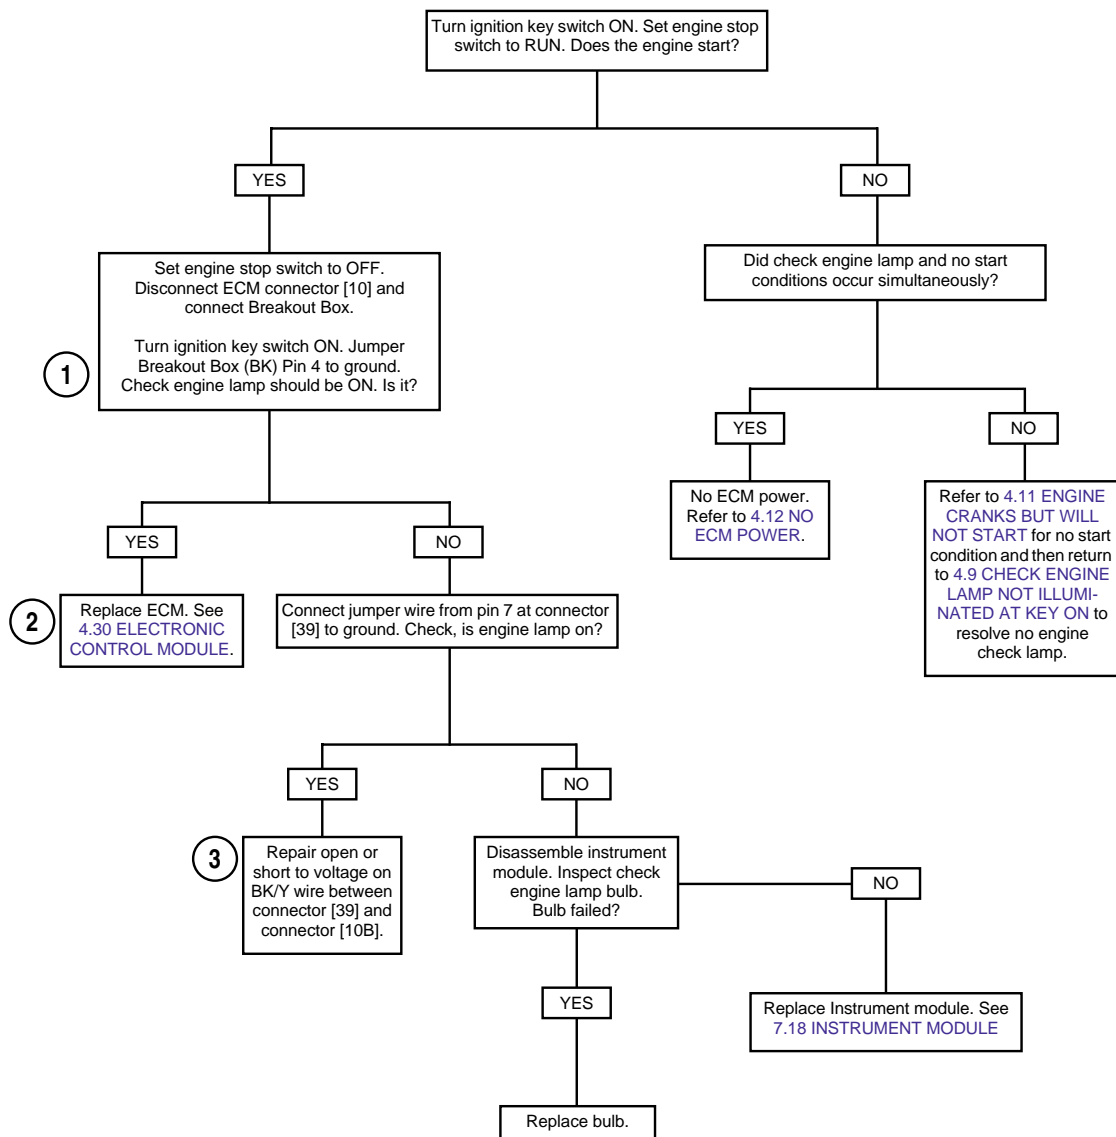 Turn ignition key switch ON. Set engine stop
switch to RUN. Does the engine start?
YES
NO
Set engine stop switch to OFF.
Disconnect ECM connector [10] and
connect Breakout Box.
Turn ignition key switch ON. Jumper
Breakout Box (BK) Pin 4 to ground.
Check engine lamp should be ON. Is it?
1
Did check engine lamp and no start
conditions occur simultaneously?
YES
NO
No ECM power.
Refer to 4.12 NO
ECM POWER.
Refer to 4.11 ENGINE
CRANKS BUT WILL
NOT START for no start
condition and then return
to 4.9 CHECK ENGINE
LAMP NOT ILLUMI-
NATED AT KEY ON to
resolve no engine
check lamp.
YES
NO
2
Replace ECM. See
4.30 ELECTRONIC
CONTROL MODULE.
Connect jumper wire from pin 7 at connector
[39] to ground. Check, is engine lamp on?
YES
NO
3
Repair open or
short to voltage on
BK/Y wire between
connector [39] and
connector [10B].
Disassemble instrument
module. Inspect check
engine lamp bulb.
Bulb failed?
NO
YES
Replace Instrument module. See
7.18 INSTRUMENT MODULE
Replace bulb.